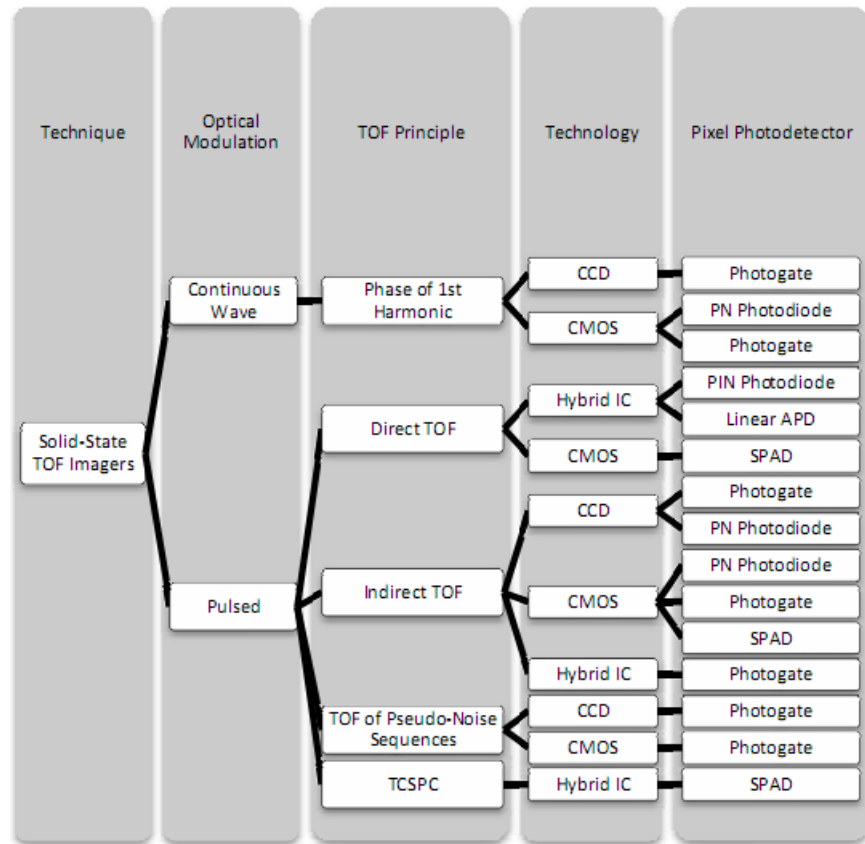 Technique
Optical
Modulation
TOF Principle
Technology
Pixel Photodetector
Solid-State
TOF Imagers
Continuous
Wave
Pulsed
Phase of 1st
Harmonic
Direct TOF
Indirect TOF
TOF of Pseudo-Noise
Sequences
TCSPC
CCD
CMOS
Hybrid IC
CMOS
CCD
CMOS
Hybrid IC
CCD
CMOS
Hybrid IC
Photogate
PN Photodiode
Photogate
PIN Photodiode
Linear APD
SPAD
Photogate
PN Photodiode
PN Photodiode
Photogate
SPAD
Photogate
Photogate
Photogate
SPAD